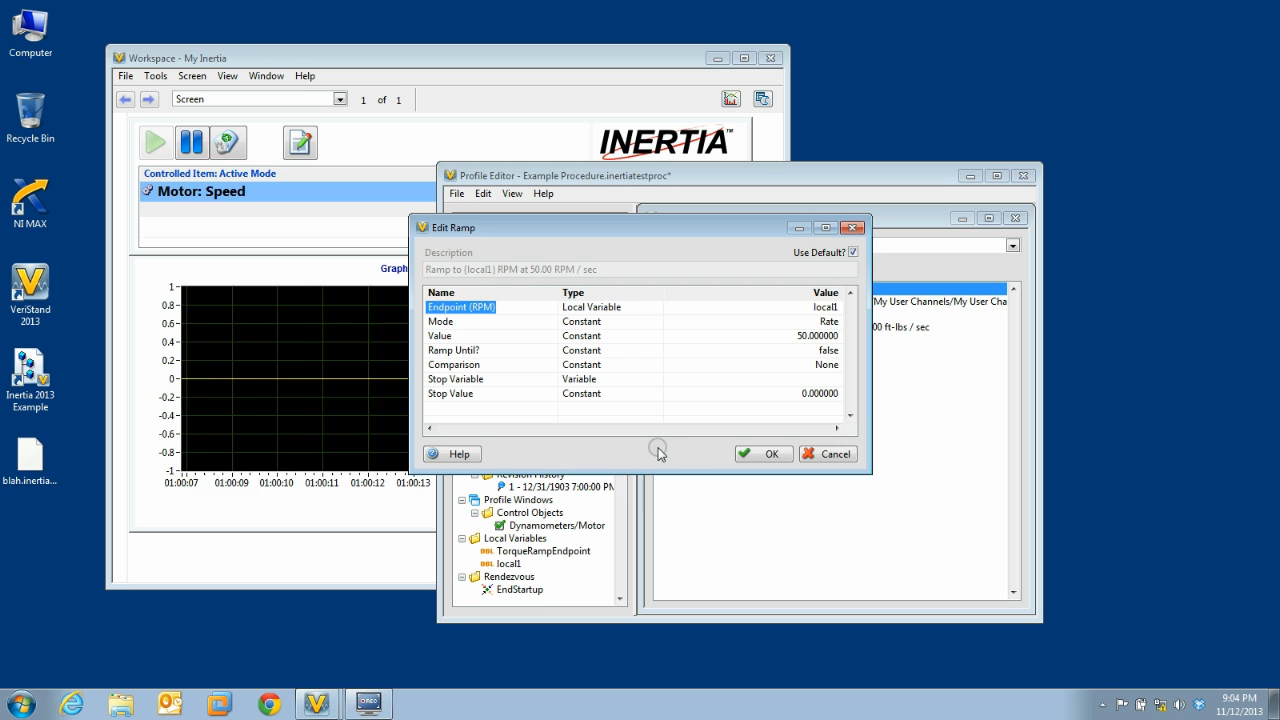 Computer
Recycle Bin
NI MAX
VeriStand
2013
Inertia 2013
Example
blah.inertia...
Workspace - My Inertia
File Tools Screen View Window Help
Screen
1 of 1
INERTIA™
Controlled Item: Active Mode
Motor: Speed
Graph
1
0.8
0.6
0.4
0.2
0
-0.2
-0.4
-0.6
-0.8
-1
01:00:07 01:00:09 01:00:10 01:00:11 01:00:12 01:00:13
Profile Editor - Example Procedure.inertiatestproc*
File Edit View Help
/My User Channels/My User Cha
00 ft-lbs / sec
Edit Ramp
Description
Use Default?
Ramp to {local1} RPM at 50.00 RPM / sec
Name Type Value
Endpoint (RPM) Local Variable local1
Mode Constant Rate
Value Constant 50.000000
Ramp Until? Constant false
Comparison Constant None
Stop Variable Variable
Stop Value Constant 0.000000
Help OK Cancel
Revision History
1 - 12/31/1903 7:00:00 PM
Profile Windows
Control Objects
Dynamometers/Motor
Local Variables
DBL TorqueRampEndpoint
DBL local1
Rendezvous
EndStartup
9:04 PM
11/12/2013